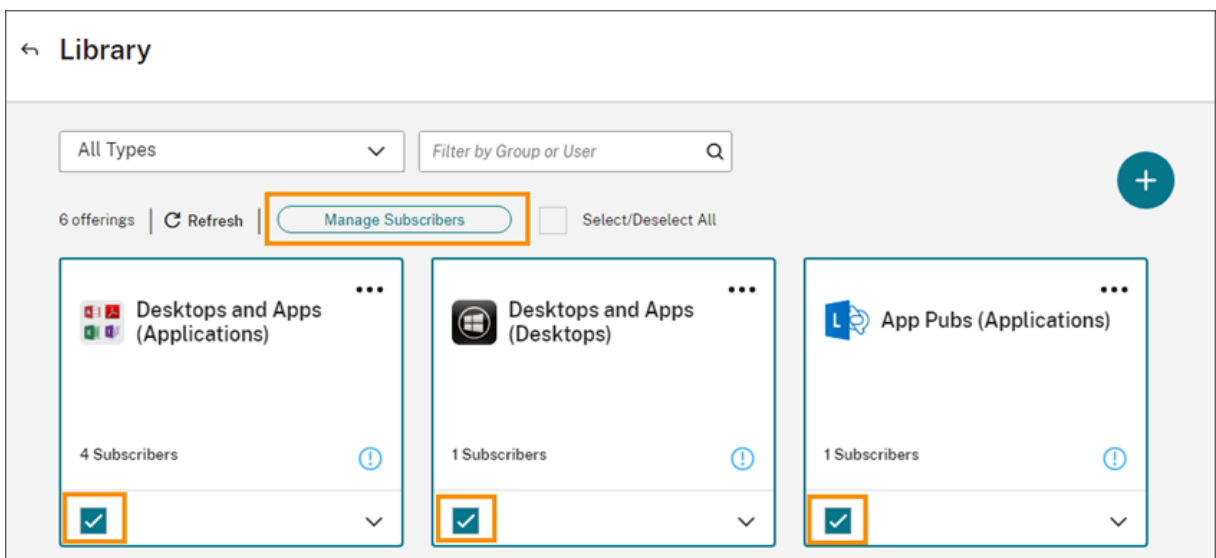 Library
All Types
Filter by Group or User
6 offerings
Refresh
Manage Subscribers
Select/Deselect All
Desktops and Apps
(Applications)
4 Subscribers
Desktops and Apps
(Desktops)
1 Subscribers
App Pubs (Applications)
1 Subscribers